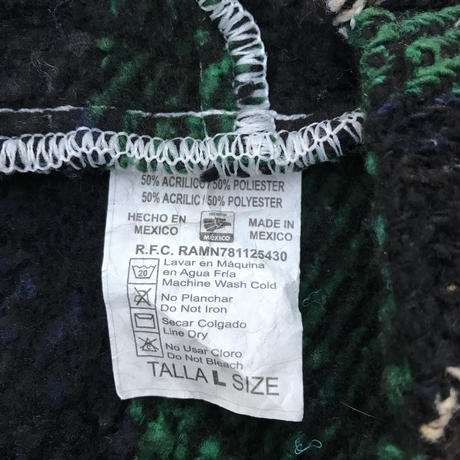 50% ACRILICO / 50% POLIESTER
50% ACRILIC / 50% POLYESTER
HECHO EN MEXICO
MÉXICO
MADE IN MEXICO
R.F.C. RAMN781125430
20
Lavar en Máquina
en Agua Fría
Machine Wash Cold
No Planchar
Do Not Iron
Secar Colgado
Line Dry
No Usar Cloro
Do Not Bleach
TALLA L SIZE